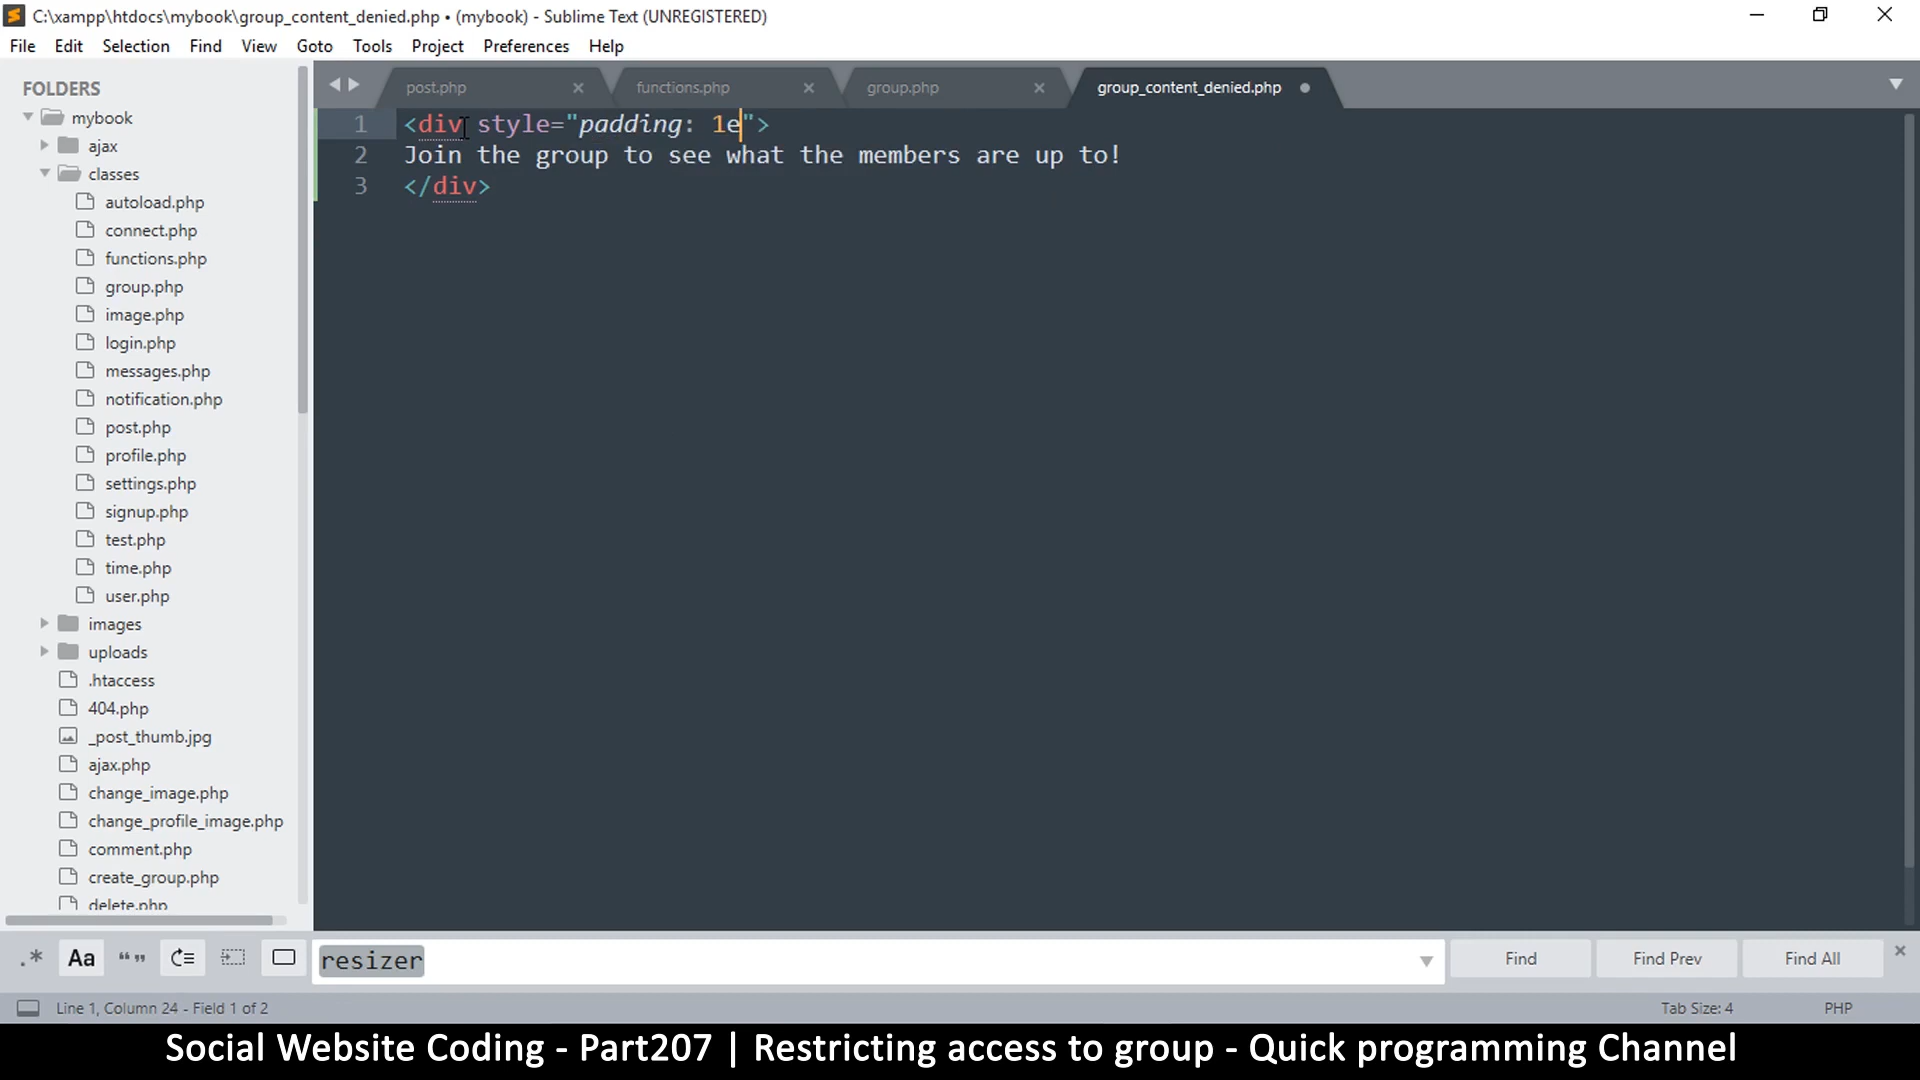 C:\xampp\htdocs\mybook\group_content_denied.php • (mybook) - Sublime Text (UNREGISTERED)
File Edit Selection Find View Goto Tools Project Preferences Help
FOLDERS
mybook
ajax
classes
autoload.php
connect.php
functions.php
group.php
image.php
login.php
messages.php
notification.php
post.php
profile.php
settings.php
signup.php
test.php
time.php
user.php
images
uploads
.htaccess
404.php
_post_thumb.jpg
ajax.php
change_image.php
change_profile_image.php
comment.php
create_group.php
delete.php
post.php functions.php group.php group_content_denied.php
1 <div style="padding: 1e">
2 Join the group to see what the members are up to!
3 </div>
.* Aa “ ” resizer Find Find Prev Find All
Line 1, Column 24 - Field 1 of 2 Tab Size: 4 PHP
Social Website Coding - Part207 | Restricting access to group - Quick programming Channel